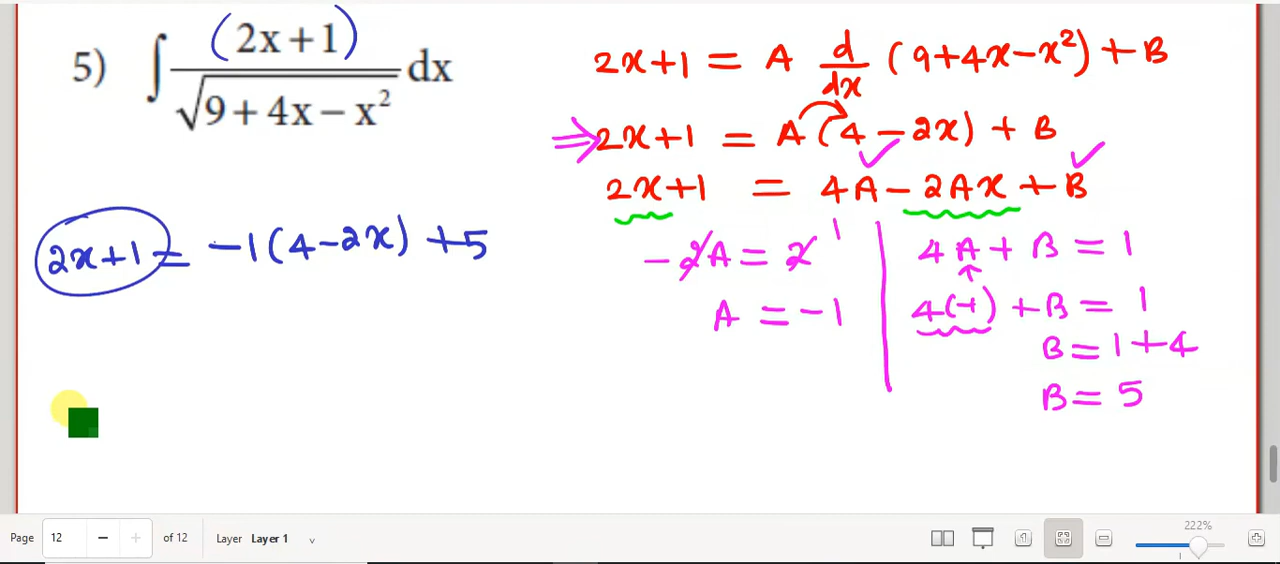 5) ∫ (2x+1) / √(9+4x−x²) dx
2x+1 = A d/dx (9+4x−x²) + B
⇒ 2x+1 = A (4 − 2x) + B
2x+1 = 4A − 2Ax + B
2x+1 = −1(4−2x) +5
−2A = 2 1
A = −1
4A + B = 1
4(−1) + B = 1
B = 1+4
B = 5
Page 12 of 12 Layer Layer 1 222%